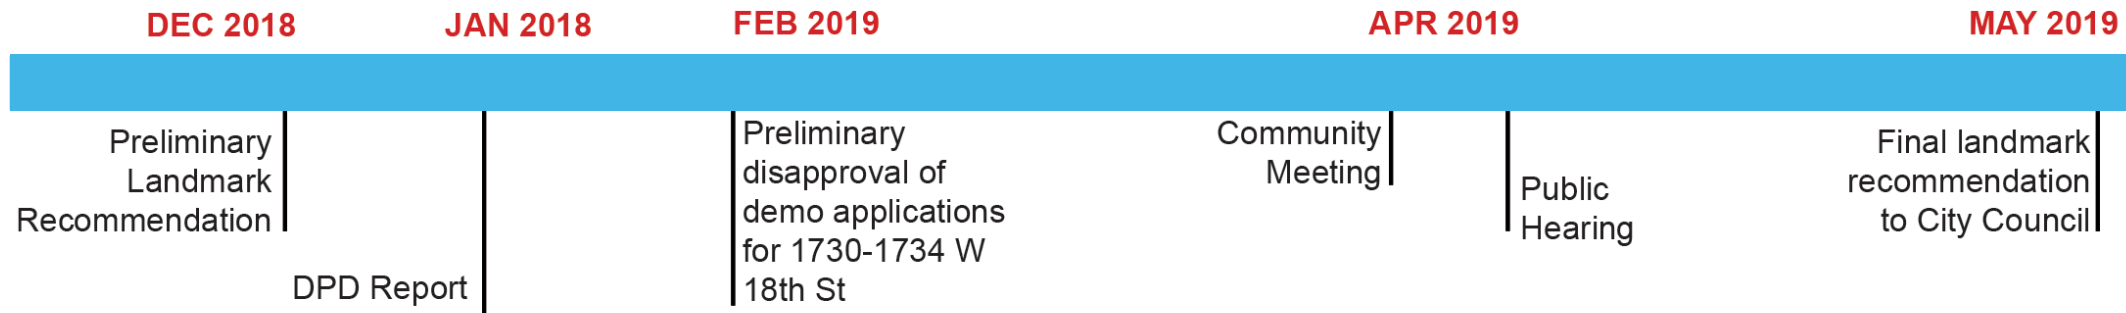 DEC 2018
JAN 2018
FEB 2019
APR 2019
MAY 2019
Preliminary
Landmark
Recommendation
DPD Report
Preliminary
disapproval of
demo applications
for 1730-1734 W
18th St
Community
Meeting
Public
Hearing
Final landmark
recommendation
to City Council